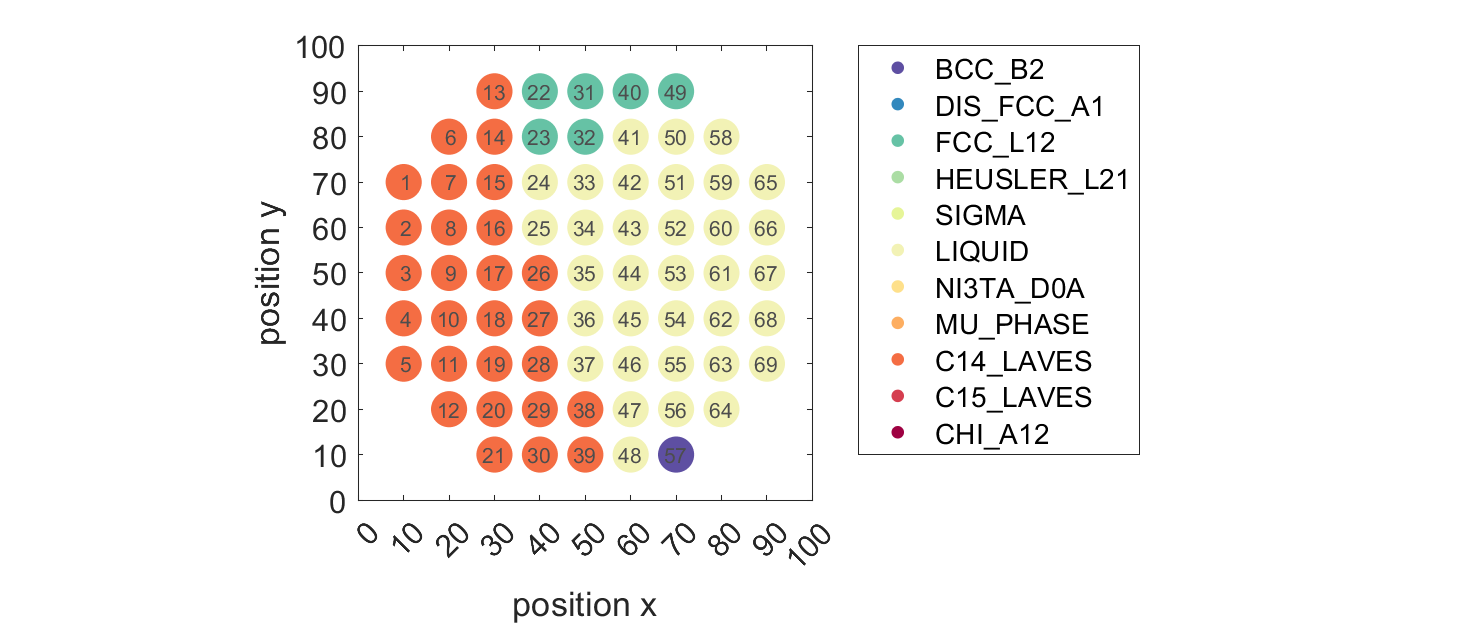 100
90 13 22 31 40 49
80 6 14 23 32 41 50 58
70 1 7 15 24 33 42 51 59 65
60 2 8 16 25 34 43 52 60 66
50 3 9 17 26 35 44 53 61 67
40 4 10 18 27 36 45 54 62 68
30 5 11 19 28 37 46 55 63 69
20 12 20 29 38 47 56 64
10 21 30 39 48 57
0
position y
0 10 20 30 40 50 60 70 80 90 100
position x
BCC_B2
DIS_FCC_A1
FCC_L12
HEUSLER_L21
SIGMA
LIQUID
NI3TA_D0A
MU_PHASE
C14_LAVES
C15_LAVES
CHI_A12